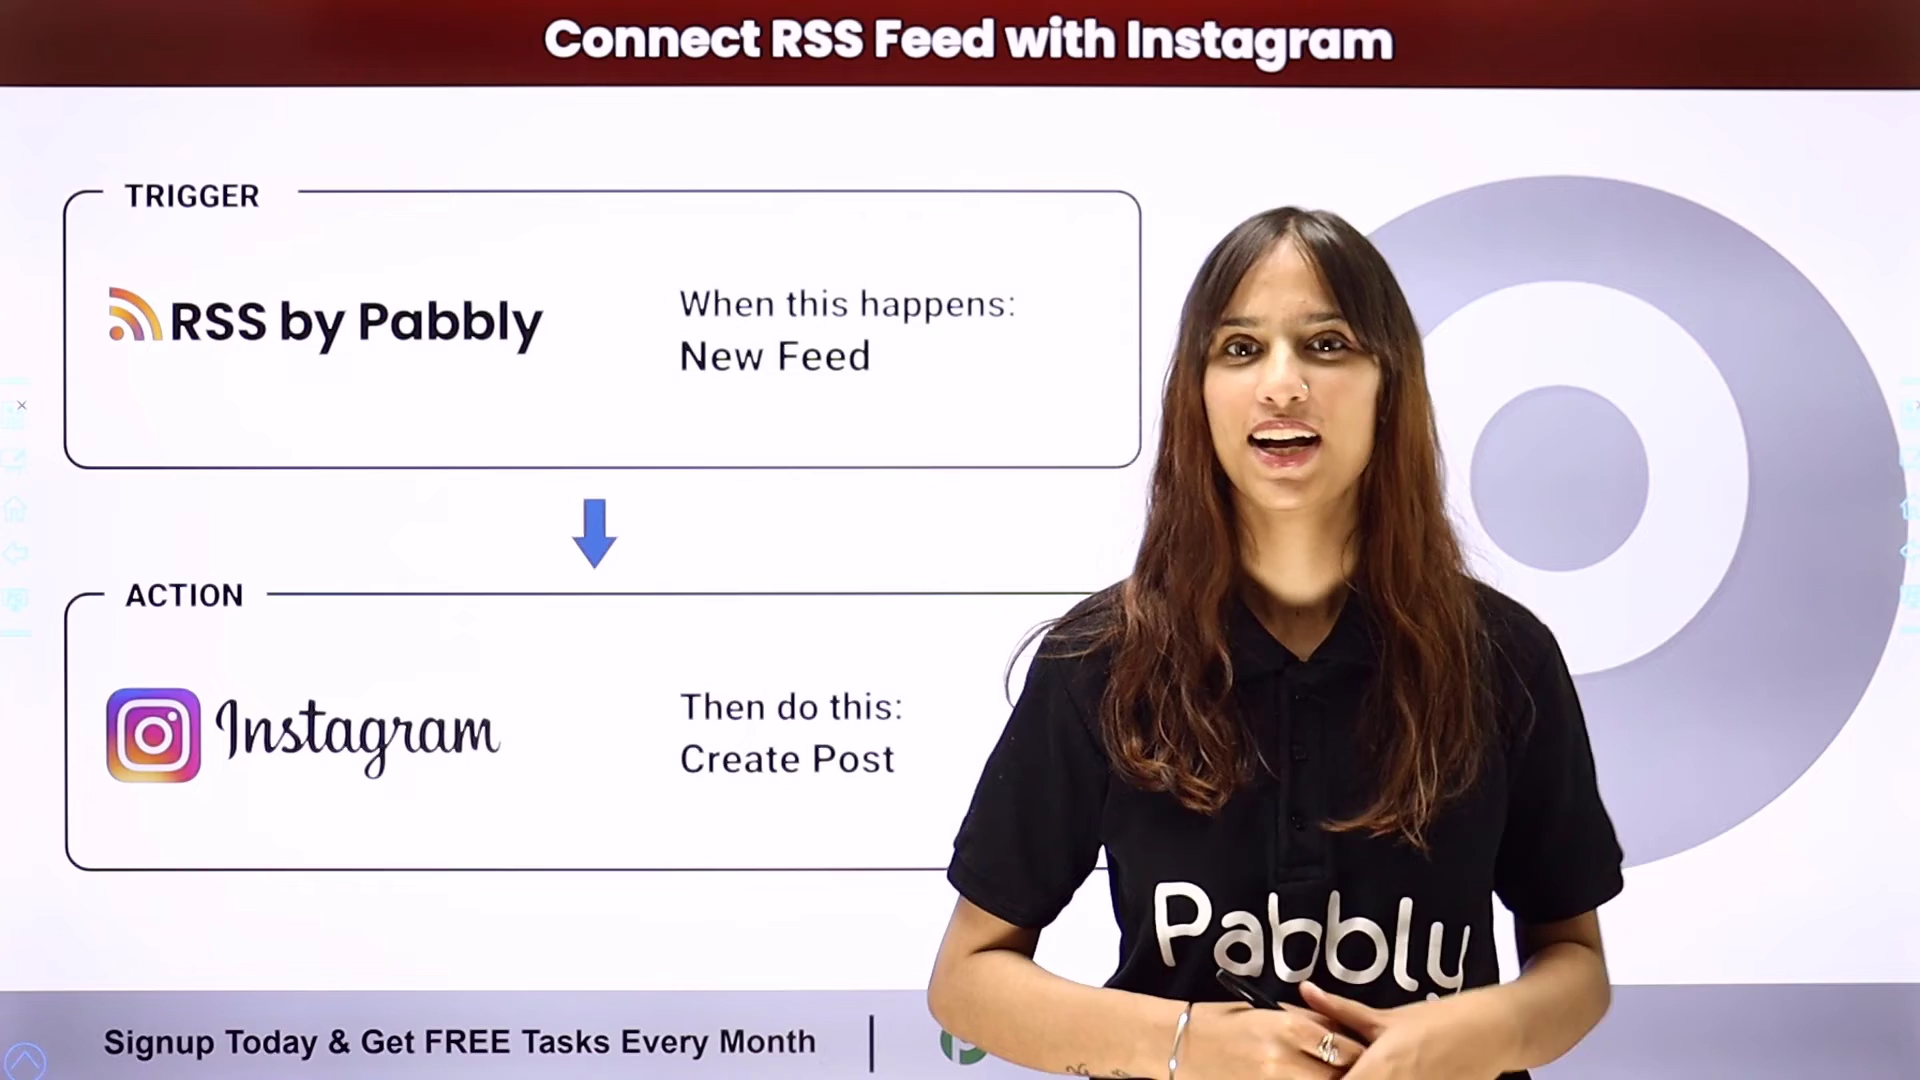 Connect RSS Feed with Instagram
TRIGGER
RSS by Pabbly
When this happens:
New Feed
ACTION
Instagram
Then do this:
Create Post
Pabbly
Signup Today & Get FREE Tasks Every Month